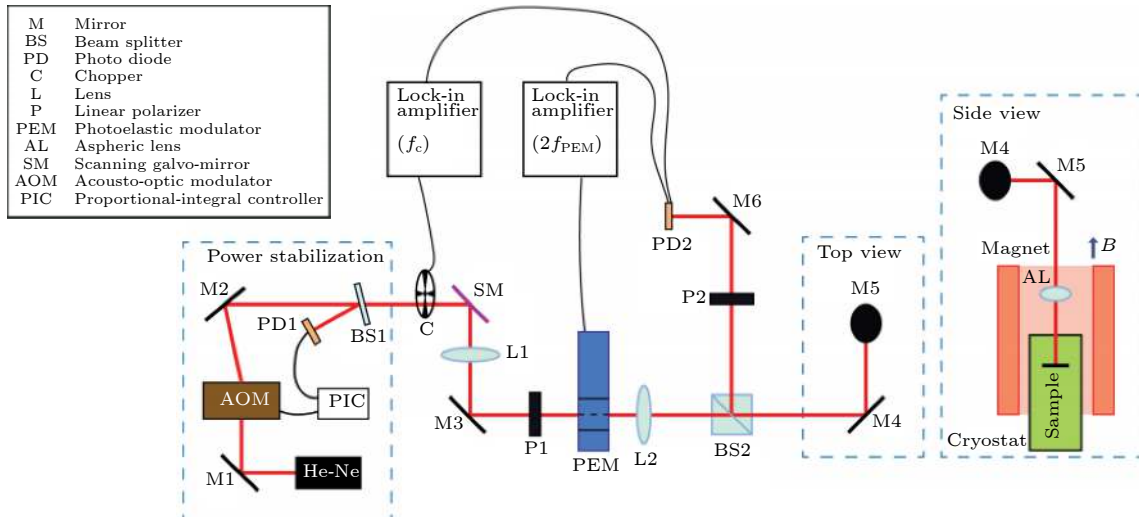 M Mirror
BS Beam splitter
PD Photo diode
C Chopper
L Lens
P Linear polarizer
PEM Photoelastic modulator
AL Aspheric lens
SM Scanning galvo-mirror
AOM Acousto-optic modulator
PIC Proportional-integral controller
Lock-in
amplifier
(fc)
Lock-in
amplifier
(2fPEM)
Side view
M4
M5
Magnet
B
AL
Sample
Cryostat
Power stabilization
M2
PD1
BS1
AOM
PIC
M1
He-Ne
C
SM
L1
M3
P1
PEM
L2
BS2
P2
PD2
M6
Top view
M5
M4